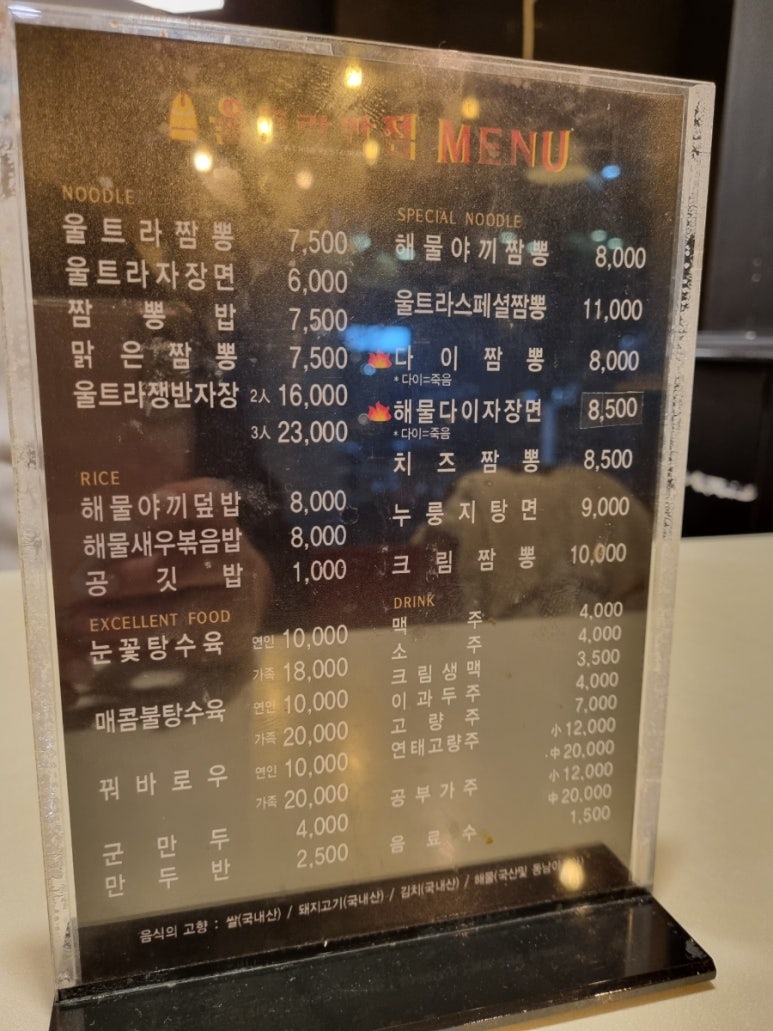 MENU
NOODLE
울트라짬뽕 7,500
울트라자장면 6,000
짬뽕밥 7,500
맑은짬뽕 7,500
울트라쟁반자장 2人 16,000
3人 23,000
RICE
해물야끼덮밥 8,000
해물새우볶음밥 8,000
공깃밥 1,000
EXCELLENT FOOD
눈꽃탕수육 연인 10,000
가족 18,000
매콤불탕수육 연인 10,000
가족 20,000
꿔바로우 연인 10,000
가족 20,000
군만두 4,000
만두반 2,500
SPECIAL NOODLE
해물야끼짬뽕 8,000
울트라스페셜짬뽕 11,000
다이짬뽕 8,000
* 다이=죽음
해물다이자장면 8,500
* 다이=죽음
치즈짬뽕 8,500
누룽지탕면 9,000
크림짬뽕 10,000
DRINK
맥주 4,000
소주 4,000
크림생맥 3,500
이과두주 4,000
고량주 7,000
연태고량주 小 12,000
中 20,000
공부가주 小 12,000
中 20,000
음료수 1,500
음식의 고향 : 쌀(국내산) / 돼지고기(국내산) / 김치(국내산) / 해물(국산및